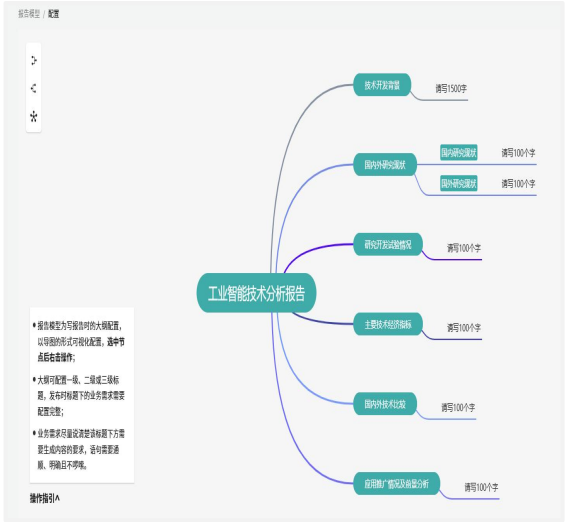 报告模型 / 配置
技术开发背景
请写1500字
国内外研究现状
国内研究现状
请写100个字
国外研究现状
请写100个字
研究开发试验情况
请写100个字
工业智能技术分析报告
主要技术经济指标
请写100个字
国内外技术比较
请写100个字
应用推广情况及前景分析
请写100个字
报告模型为写报告时的大纲配置，
以导图的形式可视化配置，选中节
点后右击操作；
大纲可配置一级、二级或三级标
题，发布时标题下的业务需求需要
配置完整；
业务需求尽量说清楚该标题下方需
要生成内容的要求，语句需要通
顺、明确且不啰嗦。
操作指引^